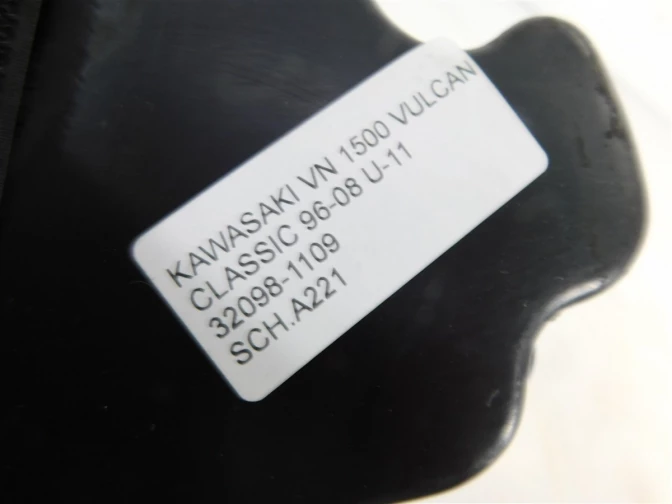 KAWASAKI VN 1500 VULCAN
CLASSIC 96-08 U-11
32098-1109
SCH.A221